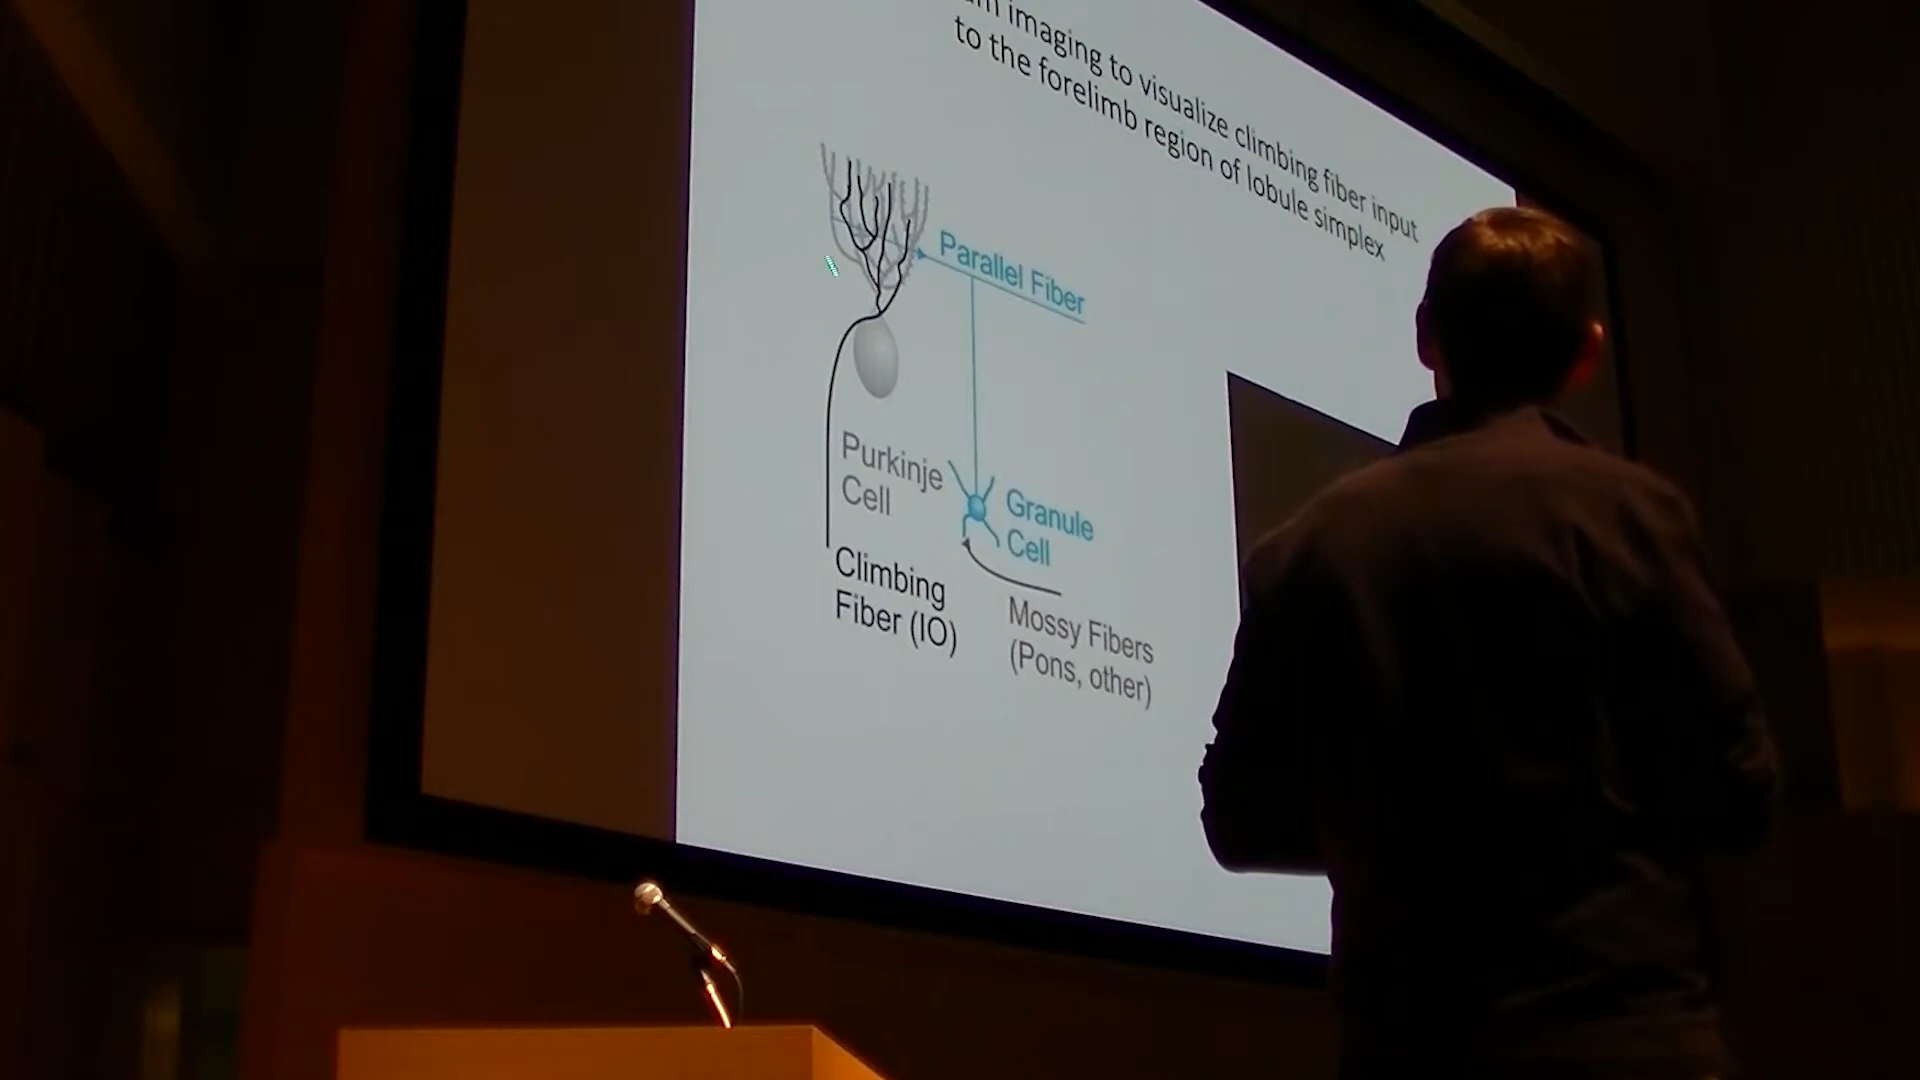 imaging to visualize climbing fiber input
to the forelimb region of lobule simplex
Parallel Fiber
Purkinje
Cell
Granule
Cell
Climbing
Fiber (IO)
Mossy Fibers
(Pons, other)